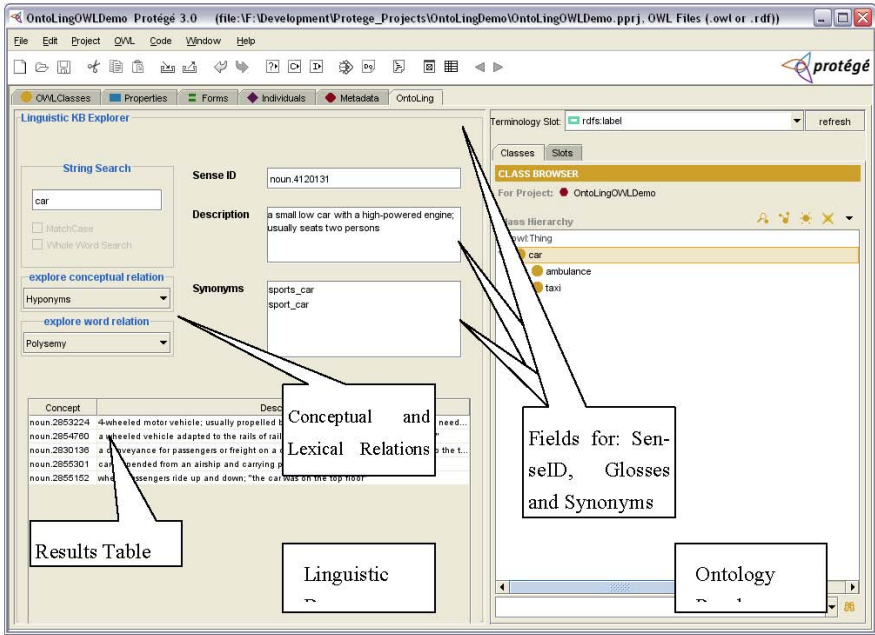 OntoLingOWLDemo Protégé 3.0 (file:\F:\Development\Protege_Projects\OntoLingDemo\OntoLingOWLDemo.pprj, OWL Files (.owl or .rdf))
File Edit Project OWL Code Window Help
protégé
OWLClasses Properties Forms Individuals Metadata OntoLing
Linguistic KB Explorer
String Search
car
MatchCase
Whole Word Search
explore conceptual relation
Hyponyms
explore word relation
Polysemy
Sense ID
noun.4120131
Description
a small low car with a high-powered engine;
usually seats two persons
Synonyms
sports_car
sport_car
Concept
noun.2853224 4-wheeled motor vehicle; usually propelled need...
noun.2854760 a wheeled vehicle adapted to the rails of
noun.2830136 a conveyance for passengers or freight on a the t...
noun.2855301 car suspended from an airship and carrying
noun.2855152 where passengers ride up and down; "the car was on the top floor"
Conceptual and
Lexical Relations
Results Table
Linguistic
Terminology Slot: rdfs:label refresh
Classes Slots
CLASS BROWSER
For Project: OntoLingOWLDemo
Class Hierarchy
owl:Thing
car
ambulance
taxi
Fields for: Sen-
seID, Glosses
and Synonyms
Ontology